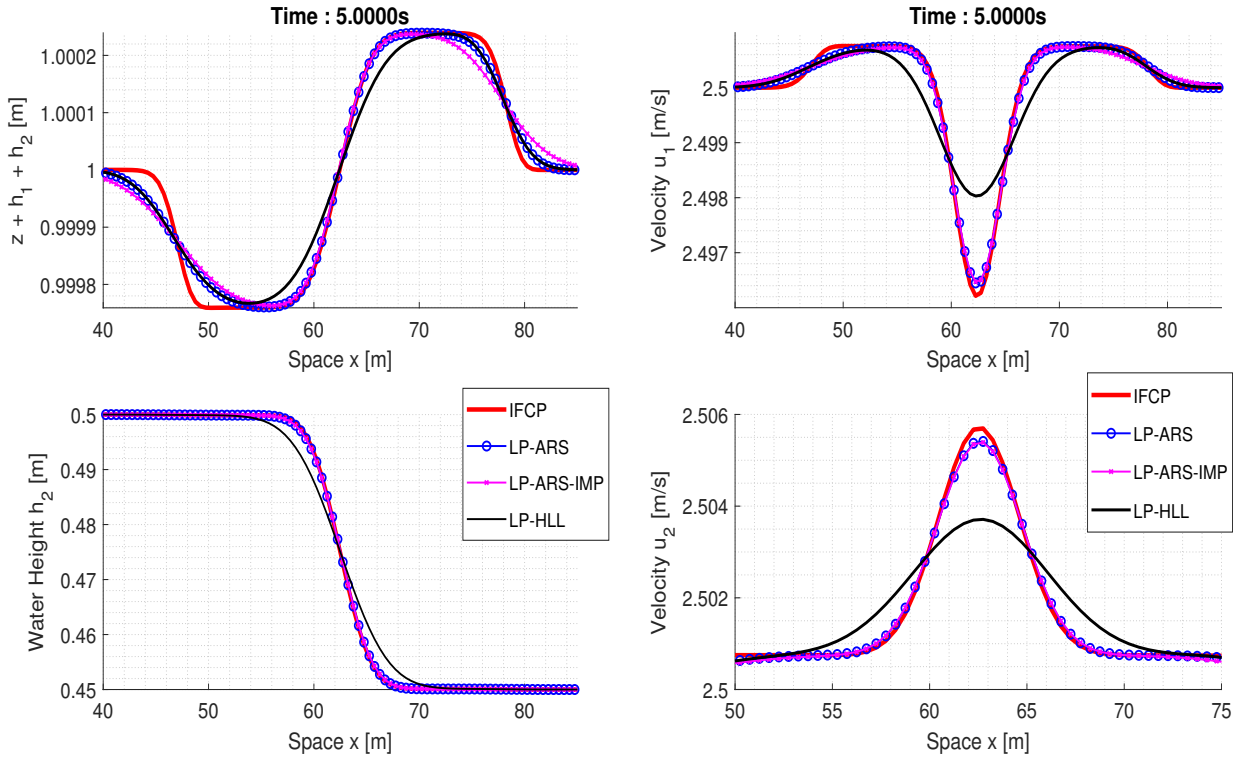 Time : 5.0000s
z + h1 + h2 [m]
1.0002
1.0001
1
0.9999
0.9998
40 50 60 70 80
Space x [m]
Time : 5.0000s
Velocity u1 [m/s]
2.5
2.499
2.498
2.497
40 50 60 70 80
Space x [m]
Water Height h2 [m]
0.5
0.49
0.48
0.47
0.46
0.45
40 50 60 70 80
Space x [m]
IFCP
LP-ARS
LP-ARS-IMP
LP-HLL
Velocity u2 [m/s]
2.506
2.504
2.502
2.5
50 55 60 65 70 75
Space x [m]
IFCP
LP-ARS
LP-ARS-IMP
LP-HLL